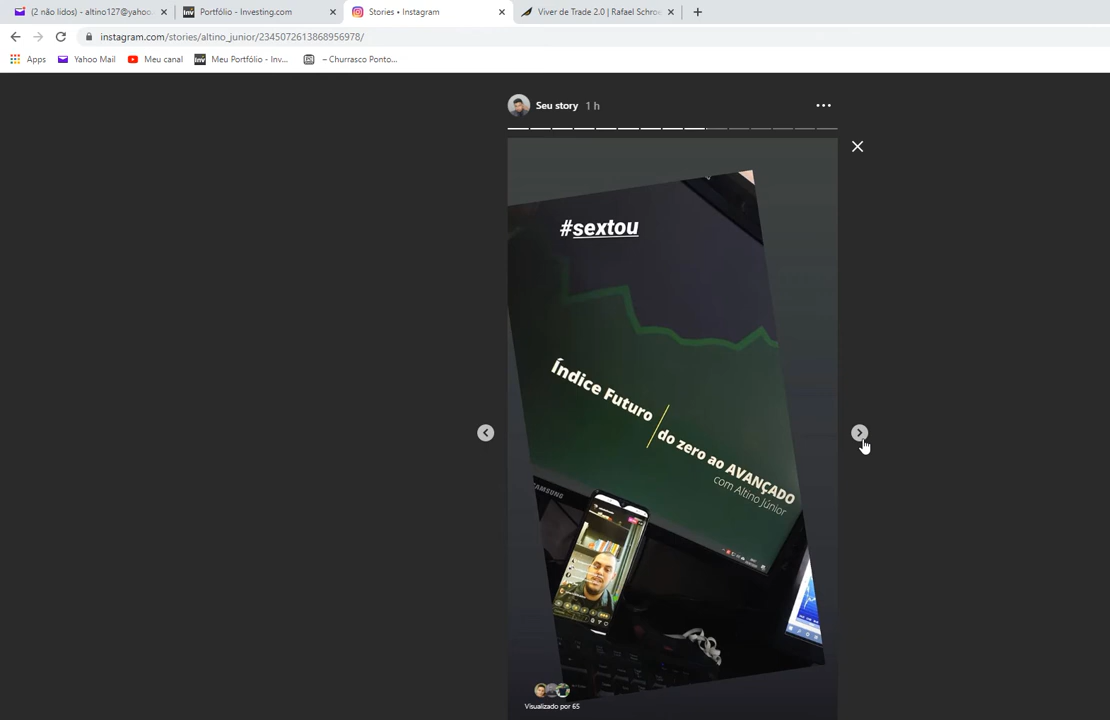 (2 não lidos) - altino127@yahoo.
Portfólio - Investing.com
Stories • Instagram
Viver de Trade 2.0 | Rafael Schroe
instagram.com/stories/altino_junior/2345072613868956978/
Apps
Yahoo Mail
Meu canal
Inv
Meu Portfólio - Inv...
– Churrasco Ponto...
Seu story 1 h
#sextou
Índice Futuro
do zero ao AVANÇADO
com Altino Júnior
SAMSUNG
Visualizado por 65